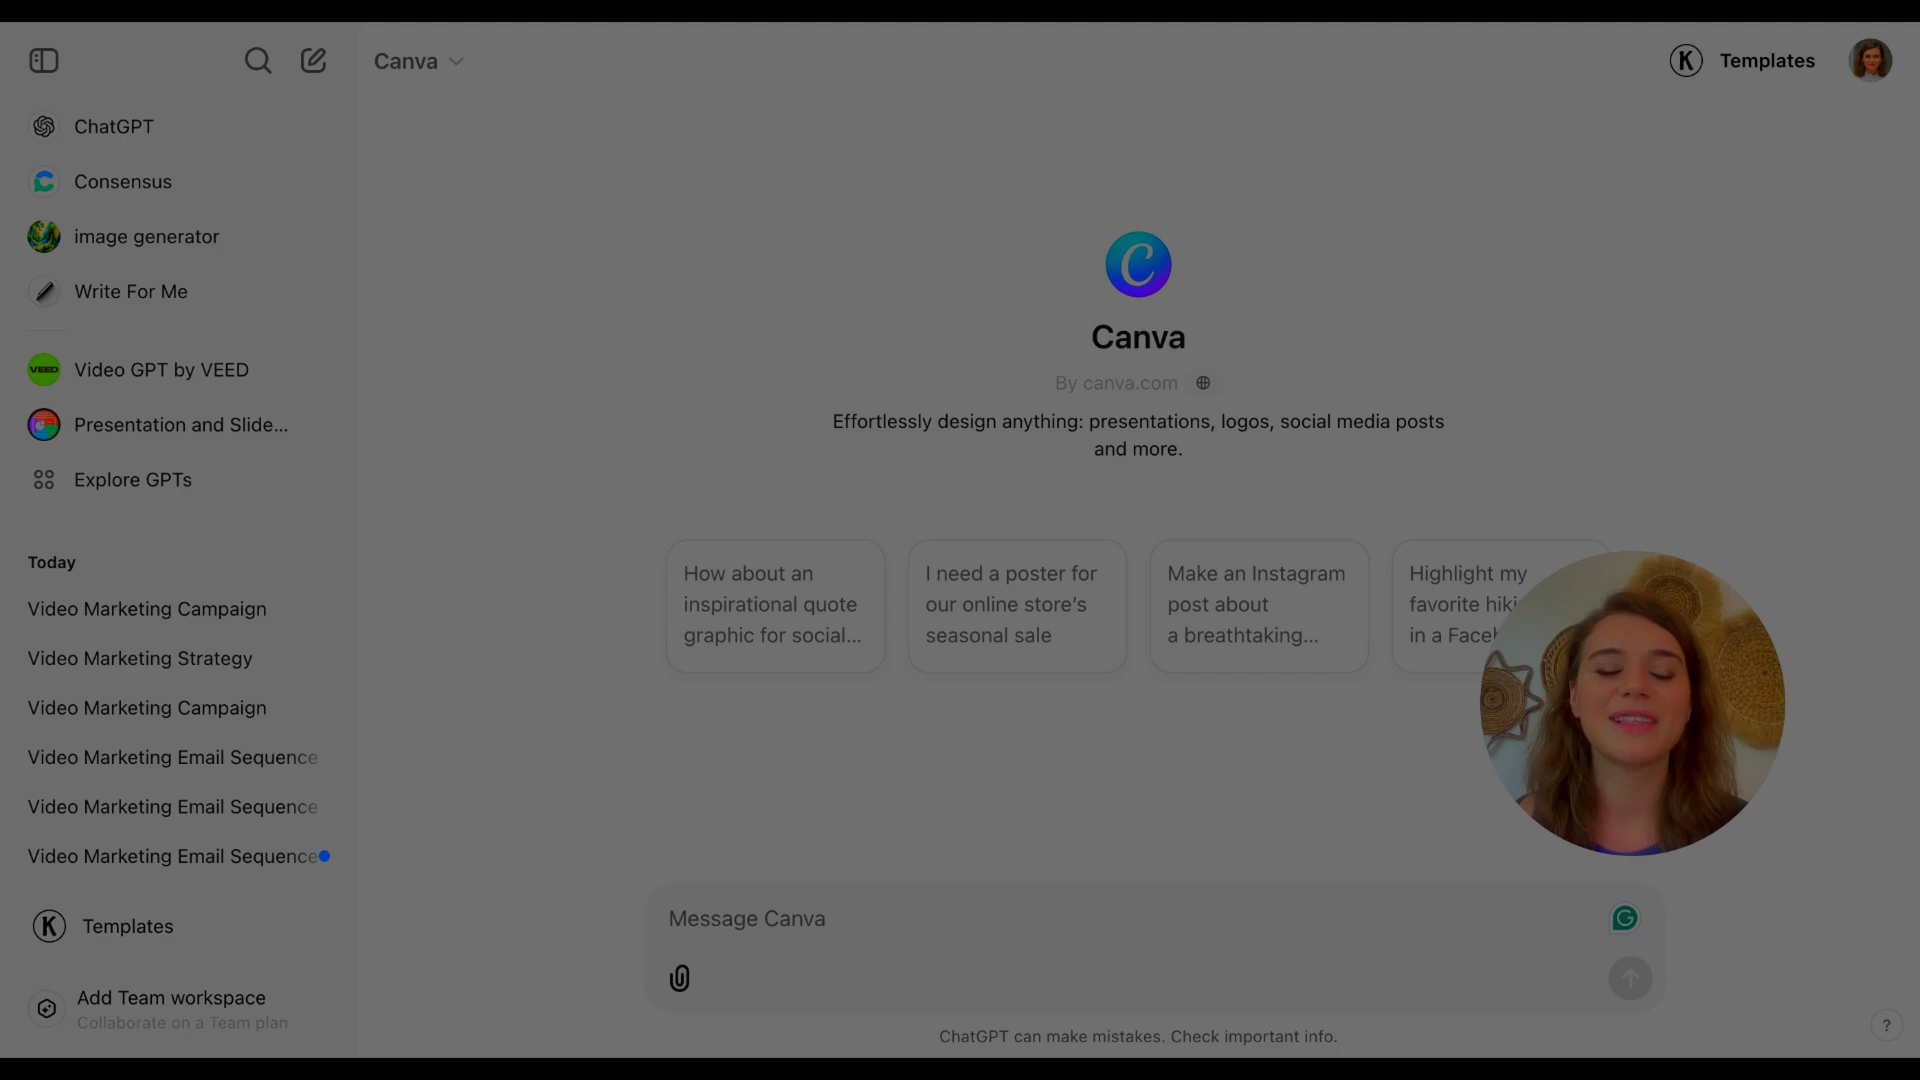 Canva
K Templates
ChatGPT
Consensus
image generator
Write For Me
VEED Video GPT by VEED
Presentation and Slide...
Explore GPTs
Today
Video Marketing Campaign
Video Marketing Strategy
Video Marketing Campaign
Video Marketing Email Sequence
Video Marketing Email Sequence
Video Marketing Email Sequence
K Templates
Add Team workspace
Collaborate on a Team plan
C
Canva
By canva.com
Effortlessly design anything: presentations, logos, social media posts
and more.
How about an
inspirational quote
graphic for social...
I need a poster for
our online store's
seasonal sale
Make an Instagram
post about
a breathtaking...
Highlight my
favorite
in a
Message Canva
G
ChatGPT can make mistakes. Check important info.
?